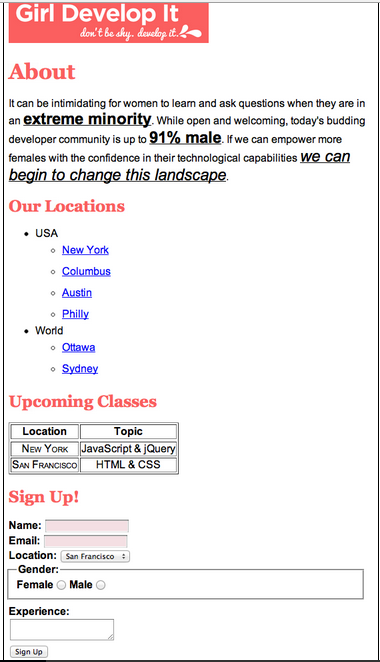 Girl Develop It
don't be shy. develop it.
About
It can be intimidating for women to learn and ask questions when they are in
an extreme minority. While open and welcoming, today's budding
developer community is up to 91% male. If we can empower more
females with the confidence in their technological capabilities we can
begin to change this landscape.
Our Locations
USA
New York
Columbus
Austin
Philly
World
Ottawa
Sydney
Upcoming Classes
Location Topic
New York JavaScript & jQuery
San Francisco HTML & CSS
Sign Up!
Name:
Email:
Location: San Francisco
Gender:
Female Male
Experience:
Sign Up